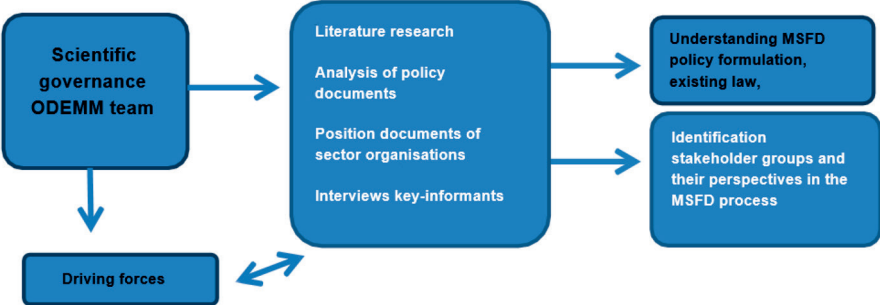 Scientific
governance
ODEMM team
Literature research
Analysis of policy
documents
Position documents of
sector organisations
Interviews key-informants
Understanding MSFD
policy formulation,
existing law,
Identification
stakeholder groups and
their perspectives in the
MSFD process
Driving forces